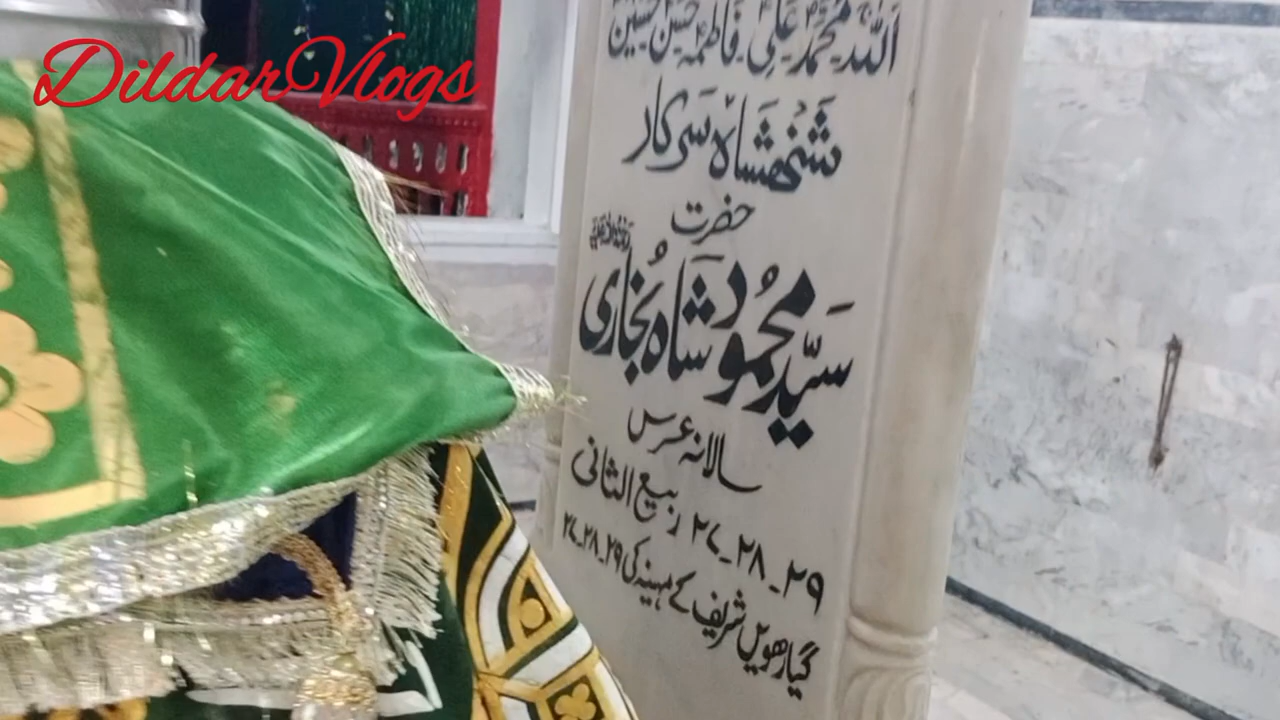 DildarVlogs
اللہ محمدؐ علیؑ فاطمہؑ حسنؑ حسینؑ
شہنشاہ سرکار
حضرت
سید محمود شاہ بخاری
سالانہ عرس
۲۹_۲۸_۲۷ ربیع الثانی
گیارھویں شریف کے مہینہ کی ۲۹_۲۸_۲۷